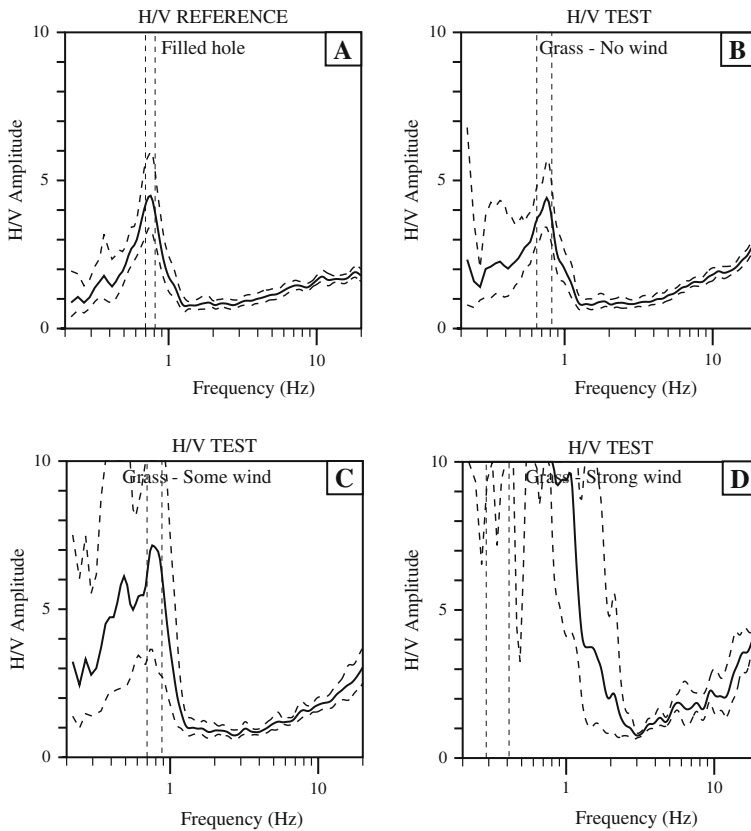 H/V REFERENCE
10
Filled hole
A
H/V Amplitude
5
0
1
10
Frequency (Hz)
H/V TEST
10
Grass - No wind
B
H/V Amplitude
5
0
1
10
Frequency (Hz)
H/V TEST
10
Grass - Some wind
C
H/V Amplitude
5
0
1
10
Frequency (Hz)
H/V TEST
10
Grass - Strong wind
D
H/V Amplitude
5
0
1
10
Frequency (Hz)